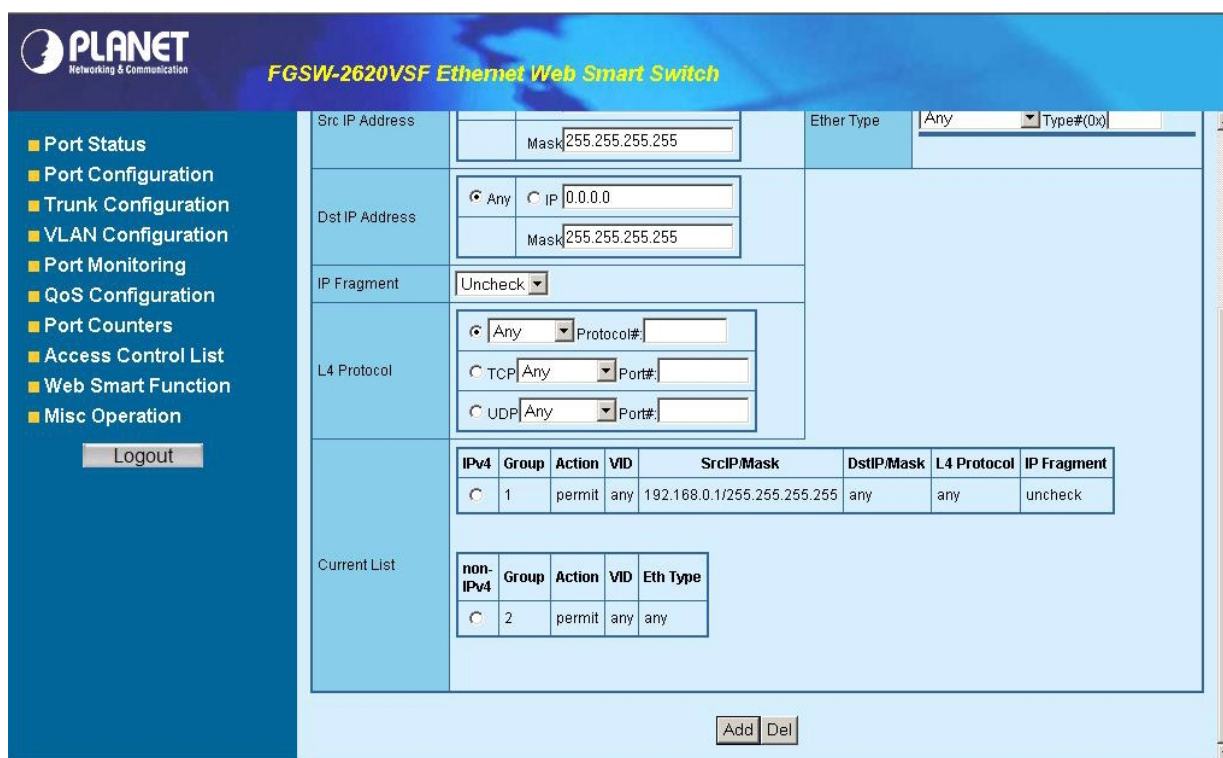 PLANET
Networking & Communication
FGSW-2620VSF Ethernet Web Smart Switch
Port Status
Port Configuration
Trunk Configuration
VLAN Configuration
Port Monitoring
QoS Configuration
Port Counters
Access Control List
Web Smart Function
Misc Operation
Logout
Src IP Address
Mask 255.255.255.255
Ether Type
Any Type#(0x)
Dst IP Address
Any IP 0.0.0.0
Mask 255.255.255.255
IP Fragment
Uncheck
L4 Protocol
Any Protocol#:
TCP Any Port#:
UDP Any Port#:
Current List
IPv4 Group Action VID SrcIP/Mask DstIP/Mask L4 Protocol IP Fragment
1 permit any 192.168.0.1/255.255.255.255 any any uncheck
non-IPv4 Group Action VID Eth Type
2 permit any any
Add Del